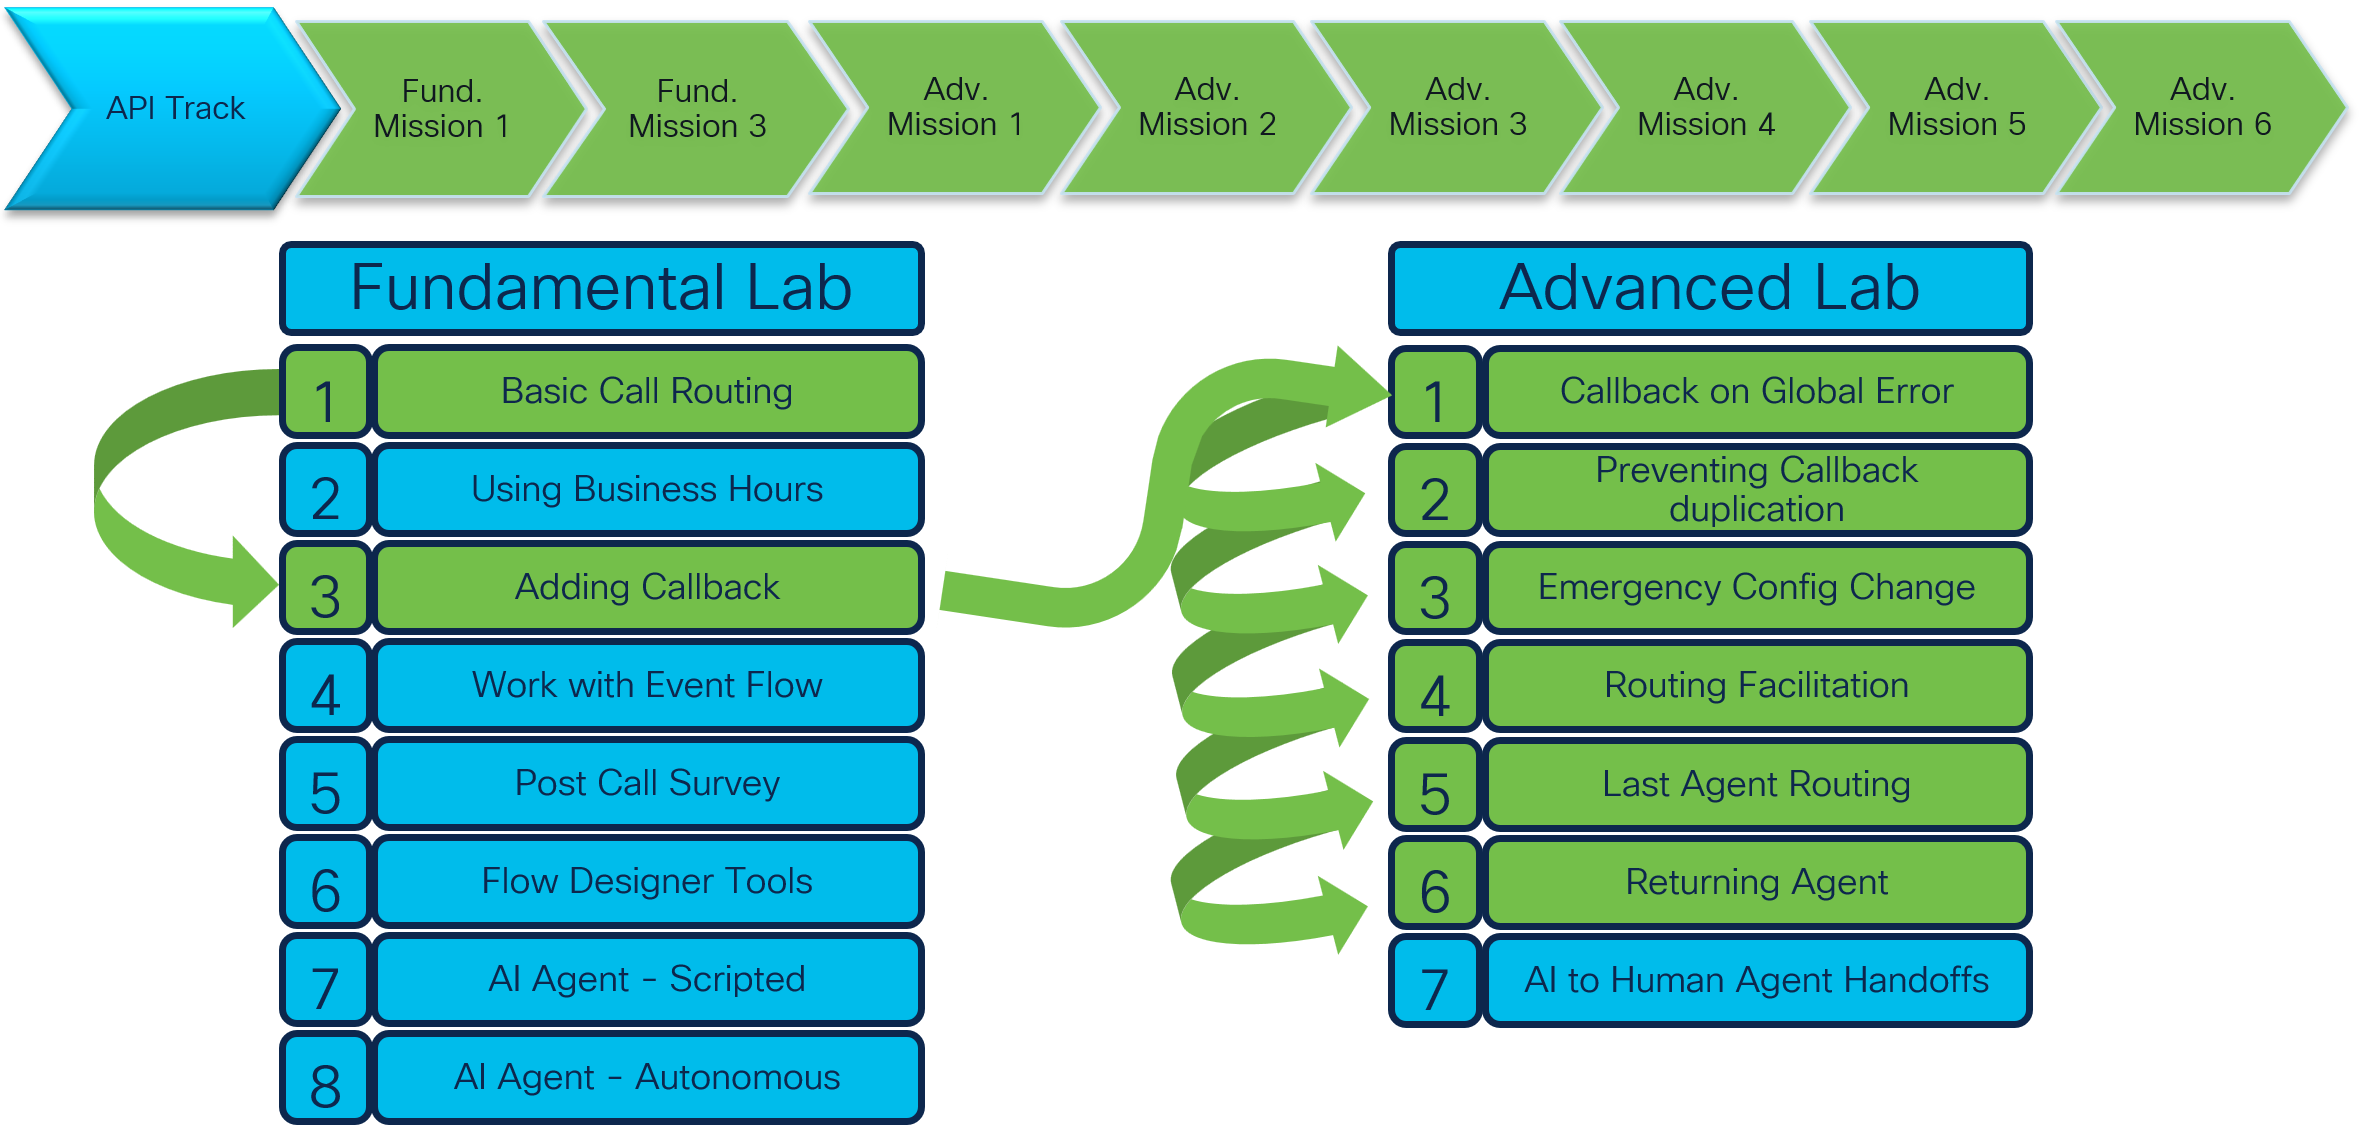 API Track
Fund.
Mission 1
Fund.
Mission 3
Adv.
Mission 1
Adv.
Mission 2
Adv.
Mission 3
Adv.
Mission 4
Adv.
Mission 5
Adv.
Mission 6
Fundamental Lab
1 Basic Call Routing
2 Using Business Hours
3 Adding Callback
4 Work with Event Flow
5 Post Call Survey
6 Flow Designer Tools
7 AI Agent - Scripted
8 AI Agent - Autonomous
Advanced Lab
1 Callback on Global Error
2 Preventing Callback
duplication
3 Emergency Config Change
4 Routing Facilitation
5 Last Agent Routing
6 Returning Agent
7 AI to Human Agent Handoffs